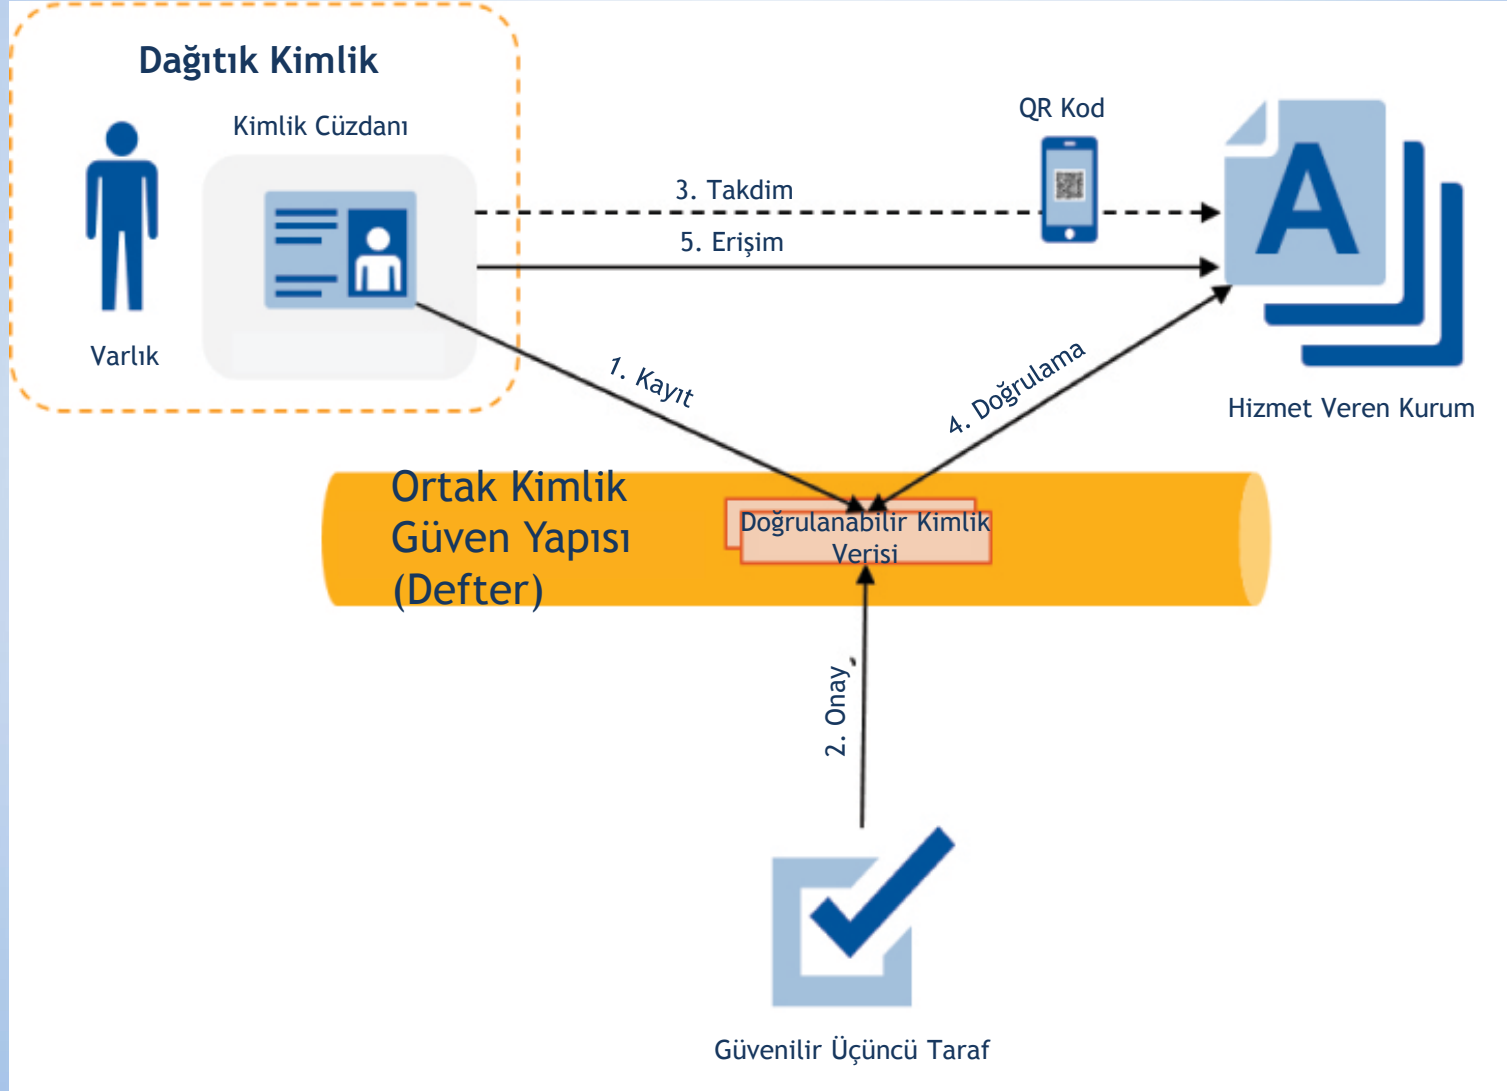 Dağıtık Kimlik
Kimlik Cüzdanı
Varlık
QR Kod
3. Takdim
5. Erişim
1. Kayıt
4. Doğrulama
Hizmet Veren Kurum
Ortak Kimlik
Güven Yapısı
(Defter)
Doğrulanabilir Kimlik
Verisi
2. Onay
Güvenilir Üçüncü Taraf